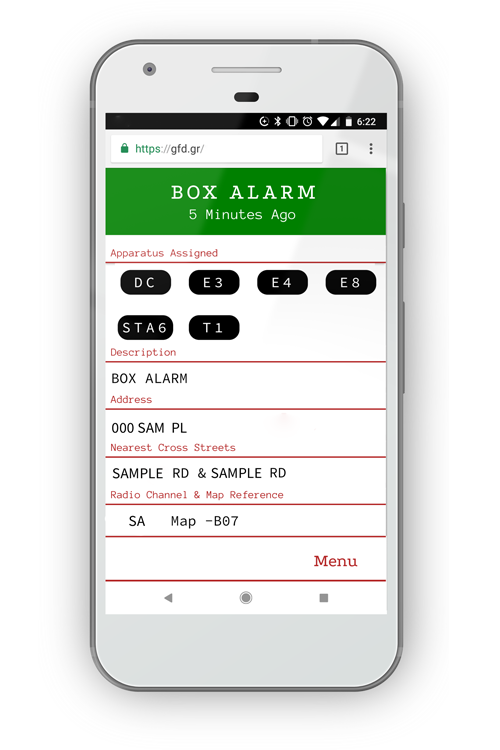 6:22
https://gfd.gr/
1
BOX ALARM
5 Minutes Ago
Apparatus Assigned
DC E3 E4 E8
STA6 T1
Description
BOX ALARM
Address
000 SAM PL
Nearest Cross Streets
SAMPLE RD & SAMPLE RD
Radio Channel & Map Reference
SA Map -B07
Menu